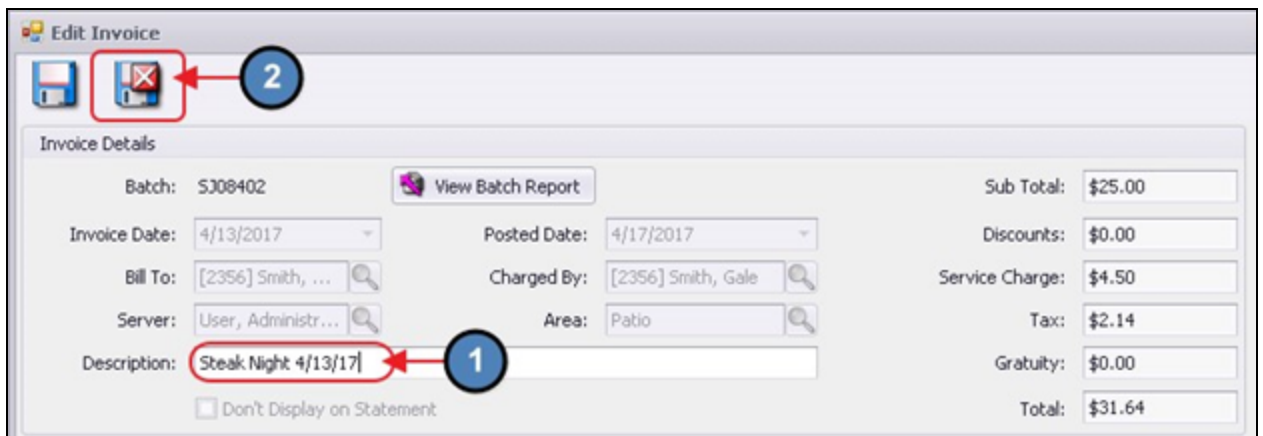 Edit Invoice
2
Invoice Details
Batch: SJ08402 View Batch Report Sub Total: $25.00
Invoice Date: 4/13/2017 Posted Date: 4/17/2017 Discounts: $0.00
Bill To: [2356] Smith, ... Charged By: [2356] Smith, Gale Service Charge: $4.50
Server: User, Administr... Area: Patio Tax: $2.14
Description: Steak Night 4/13/17 1 Gratuity: $0.00
Don't Display on Statement Total: $31.64